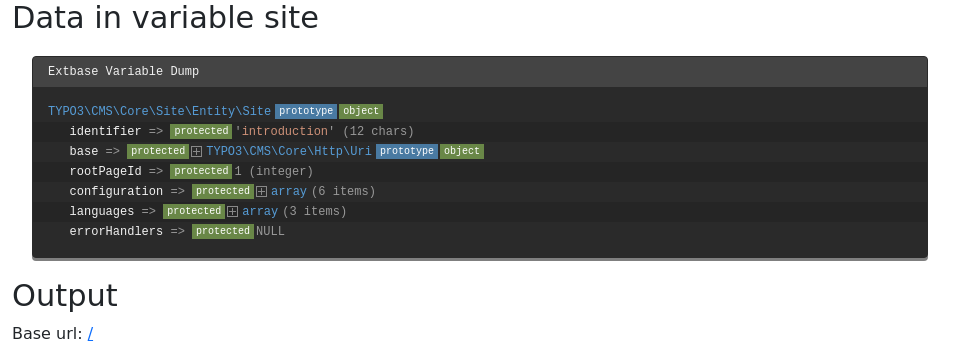 Data in variable site
Extbase Variable Dump
TYPO3\CMS\Core\Site\Entity\Site prototype object
identifier => protected 'introduction' (12 chars)
base => protected TYPO3\CMS\Core\Http\Uri prototype object
rootPageId => protected 1 (integer)
configuration => protected array (6 items)
languages => protected array (3 items)
errorHandlers => protected NULL
Output
Base url: /